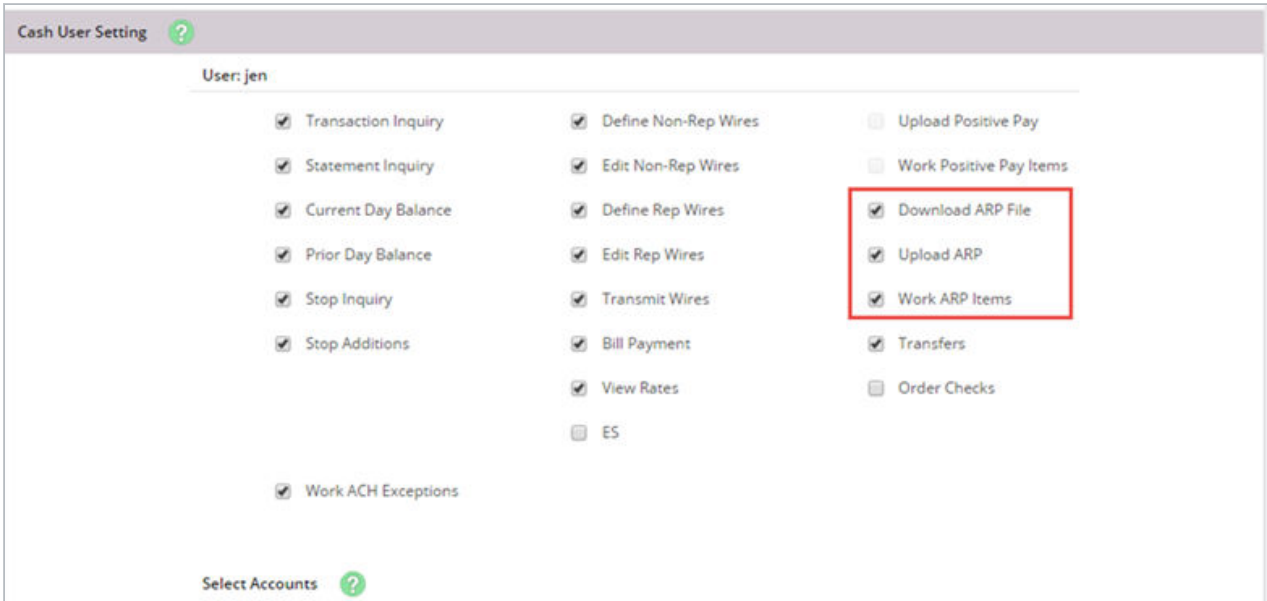 Cash User Setting ?
User: jen
Transaction Inquiry Define Non-Rep Wires Upload Positive Pay
Statement Inquiry Edit Non-Rep Wires Work Positive Pay Items
Current Day Balance Define Rep Wires Download ARP File
Prior Day Balance Edit Rep Wires Upload ARP
Stop Inquiry Transmit Wires Work ARP Items
Stop Additions Bill Payment Transfers
View Rates Order Checks
ES
Work ACH Exceptions
Select Accounts ?